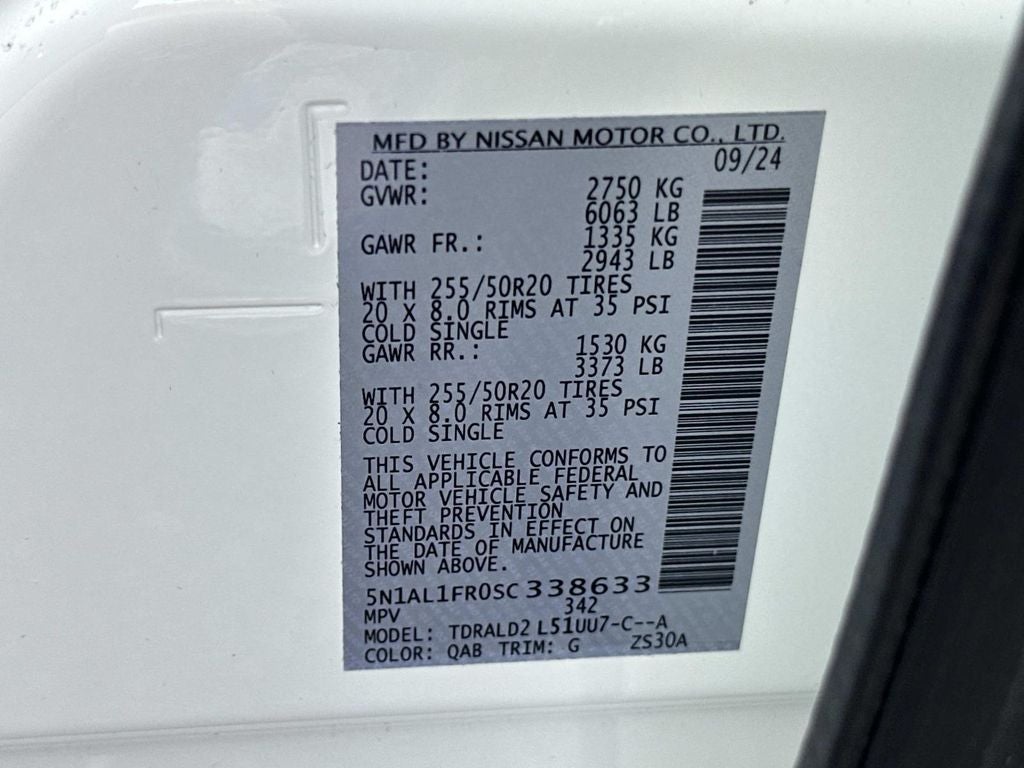 MFD BY NISSAN MOTOR CO., LTD.
DATE: 09/24
GVWR: 2750 KG
6063 LB
GAWR FR.: 1335 KG
2943 LB
WITH 255/50R20 TIRES
20 X 8.0 RIMS AT 35 PSI
COLD SINGLE
GAWR RR.: 1530 KG
3373 LB
WITH 255/50R20 TIRES
20 X 8.0 RIMS AT 35 PSI
COLD SINGLE
THIS VEHICLE CONFORMS TO
ALL APPLICABLE FEDERAL
MOTOR VEHICLE SAFETY AND
THEFT PREVENTION
STANDARDS IN EFFECT ON
THE DATE OF MANUFACTURE
SHOWN ABOVE.
5N1AL1FR0SC 338633
MPV 342
MODEL: TDRALD2 L51UU7-C--A
COLOR: QAB TRIM: G ZS30A